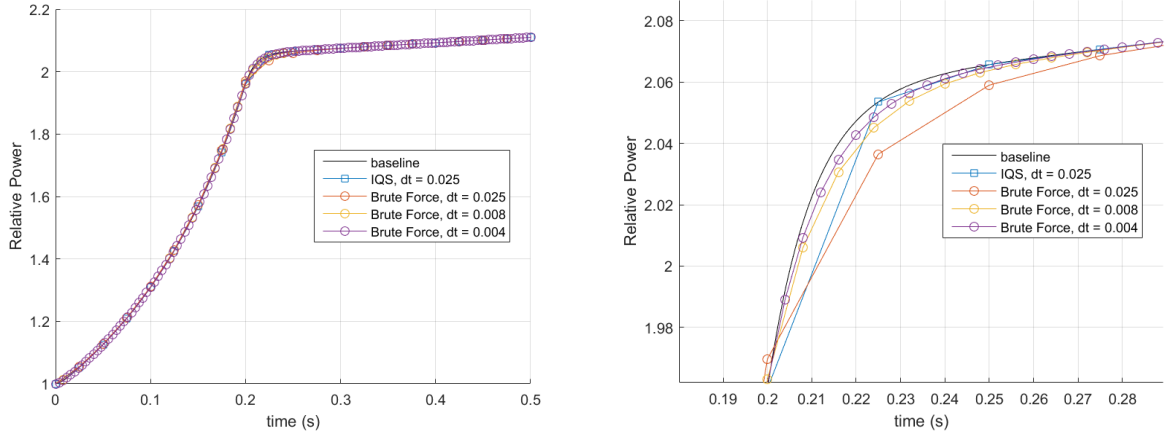 2.2
2
1.8
1.6
1.4
1.2
1
0
0.1
0.2
0.3
0.4
0.5
Relative Power
time (s)
baseline
IQS, dt = 0.025
Brute Force, dt = 0.025
Brute Force, dt = 0.008
Brute Force, dt = 0.004
2.08
2.06
2.04
2.02
2
1.98
0.19
0.2
0.21
0.22
0.23
0.24
0.25
0.26
0.27
0.28
Relative Power
time (s)
baseline
IQS, dt = 0.025
Brute Force, dt = 0.025
Brute Force, dt = 0.008
Brute Force, dt = 0.004